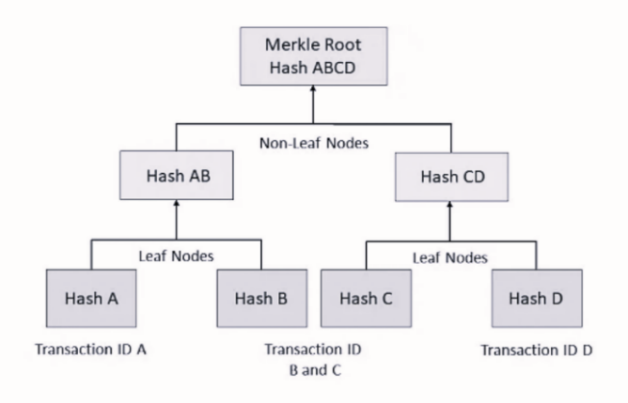 Merkle Root
Hash ABCD
Non-Leaf Nodes
Hash AB
Hash CD
Leaf Nodes
Leaf Nodes
Hash A
Hash B
Hash C
Hash D
Transaction ID A
Transaction ID
B and C
Transaction ID D